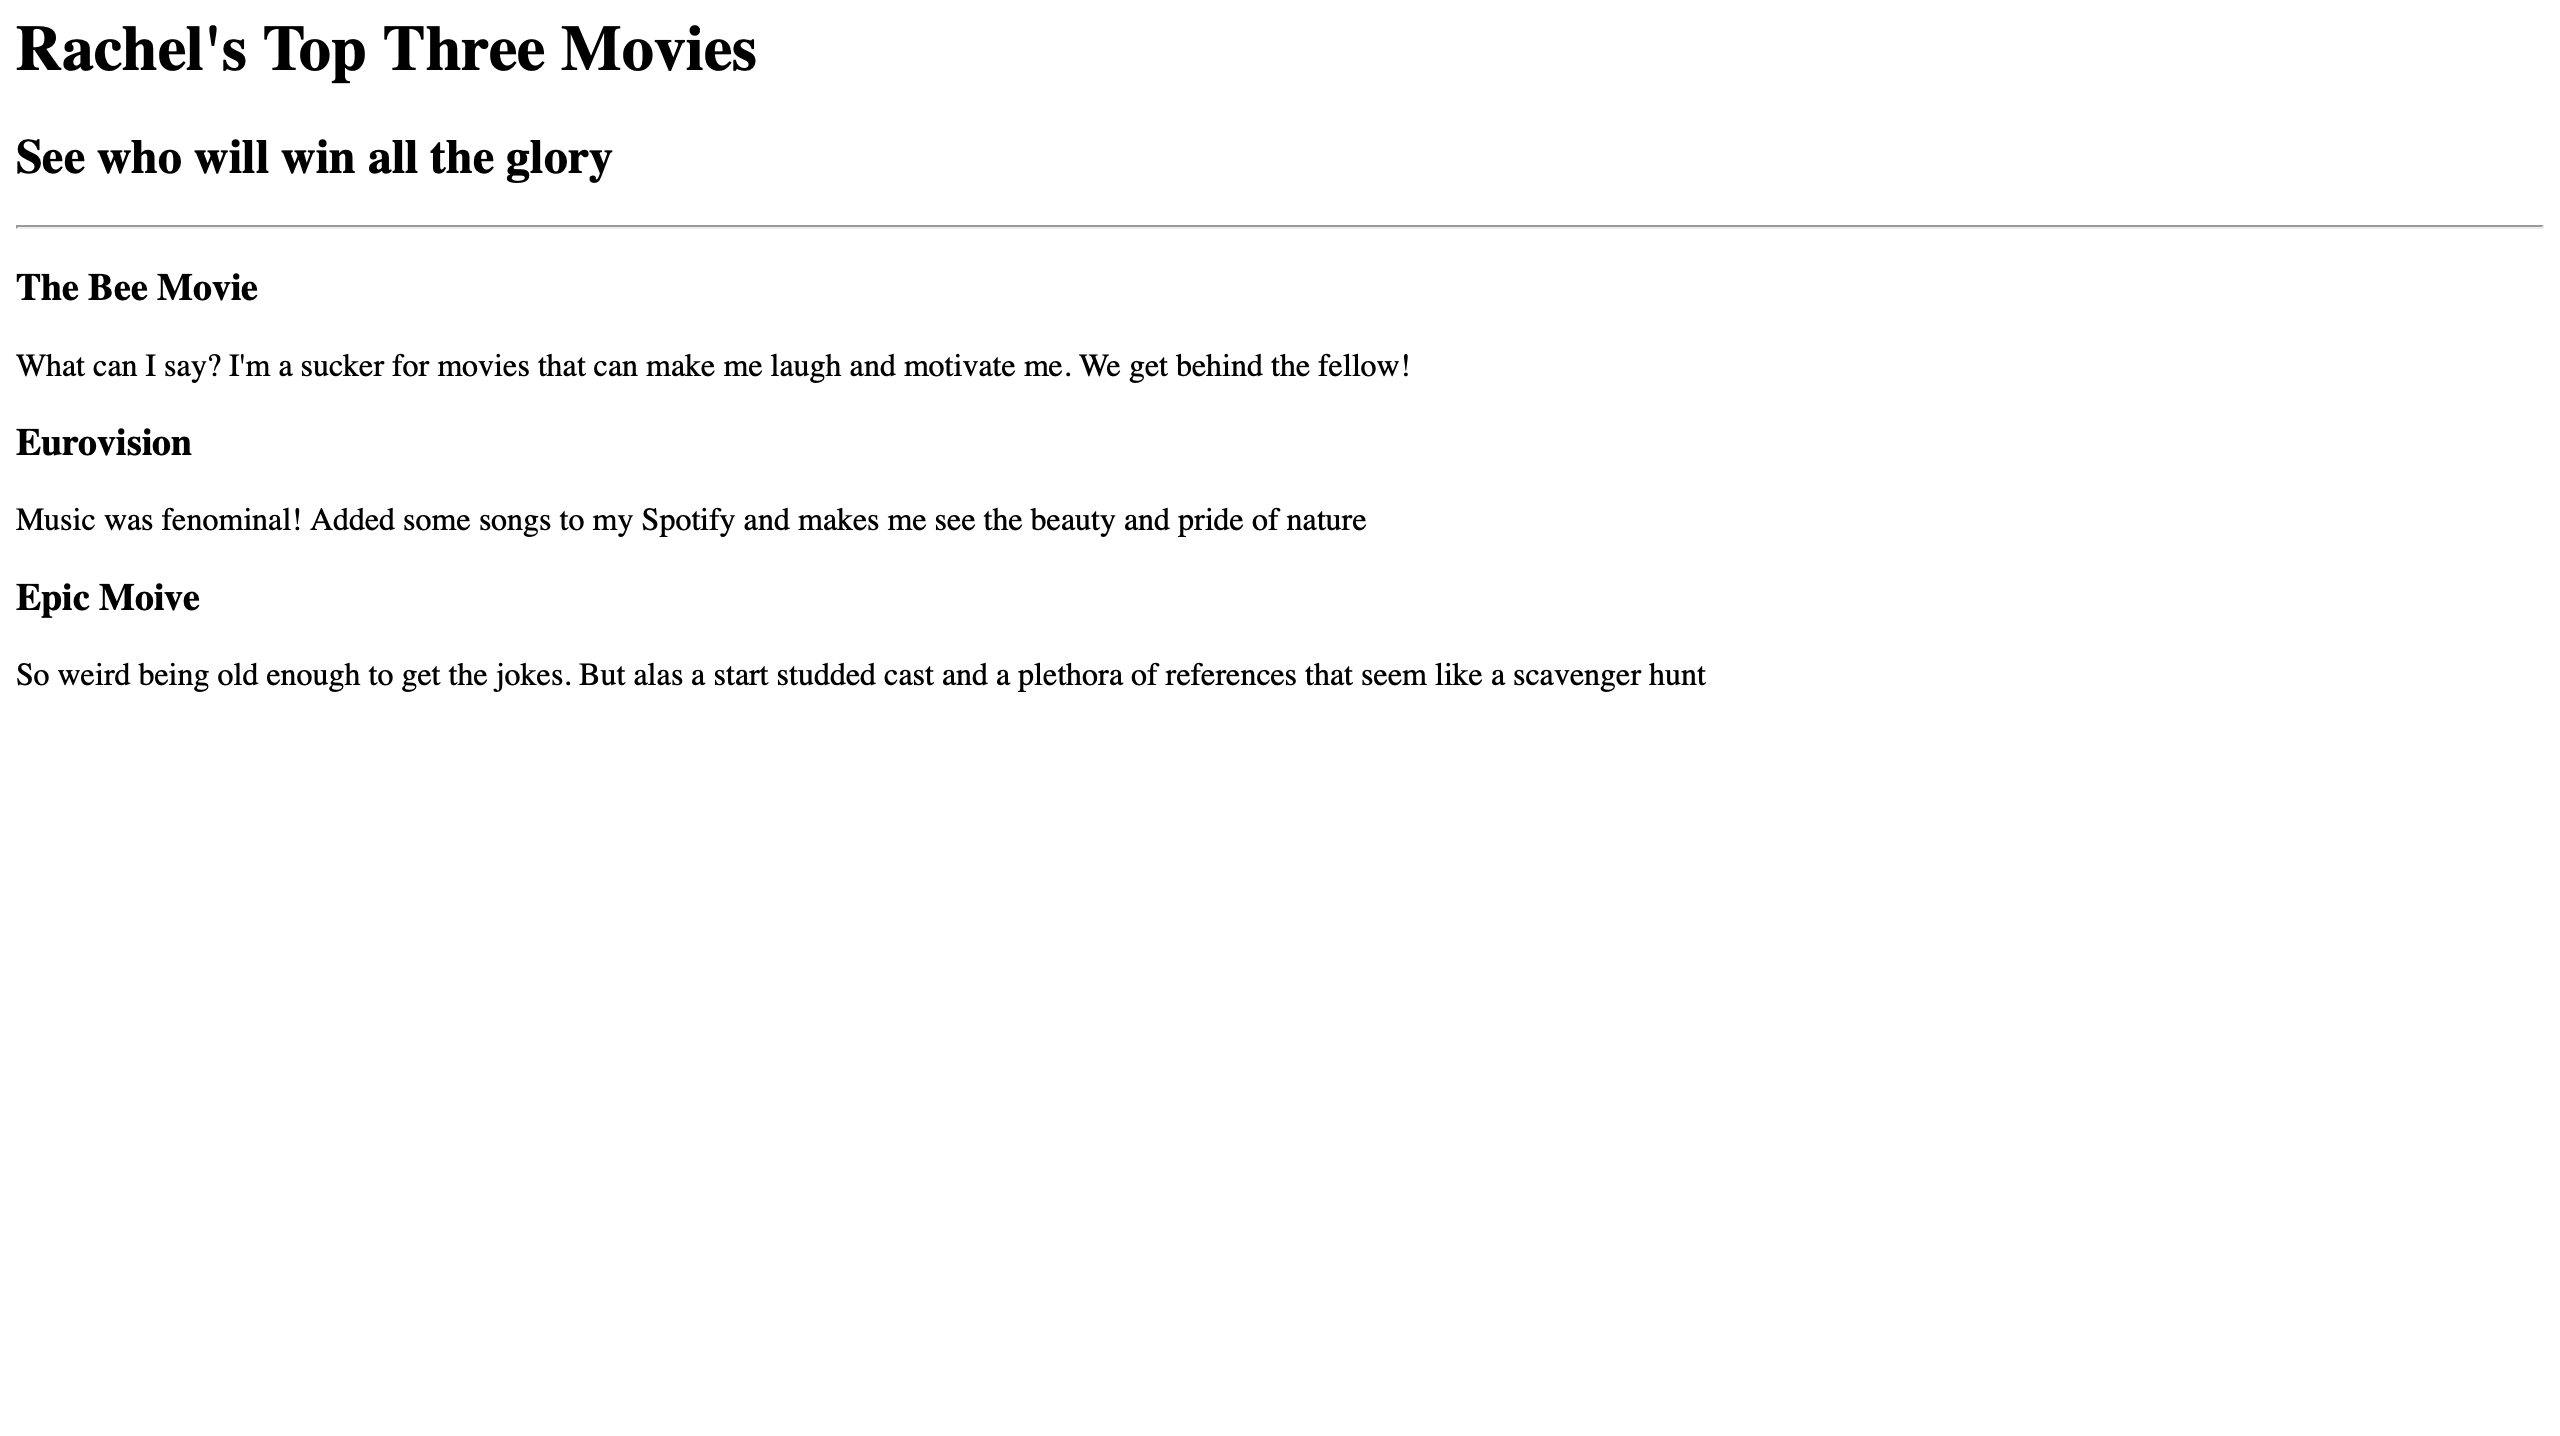 Rachel's Top Three Movies
See who will win all the glory
The Bee Movie
What can I say? I'm a sucker for movies that can make me laugh and motivate me. We get behind the fellow!
Eurovision
Music was fenominal! Added some songs to my Spotify and makes me see the beauty and pride of nature
Epic Moive
So weird being old enough to get the jokes. But alas a start studded cast and a plethora of references that seem like a scavenger hunt